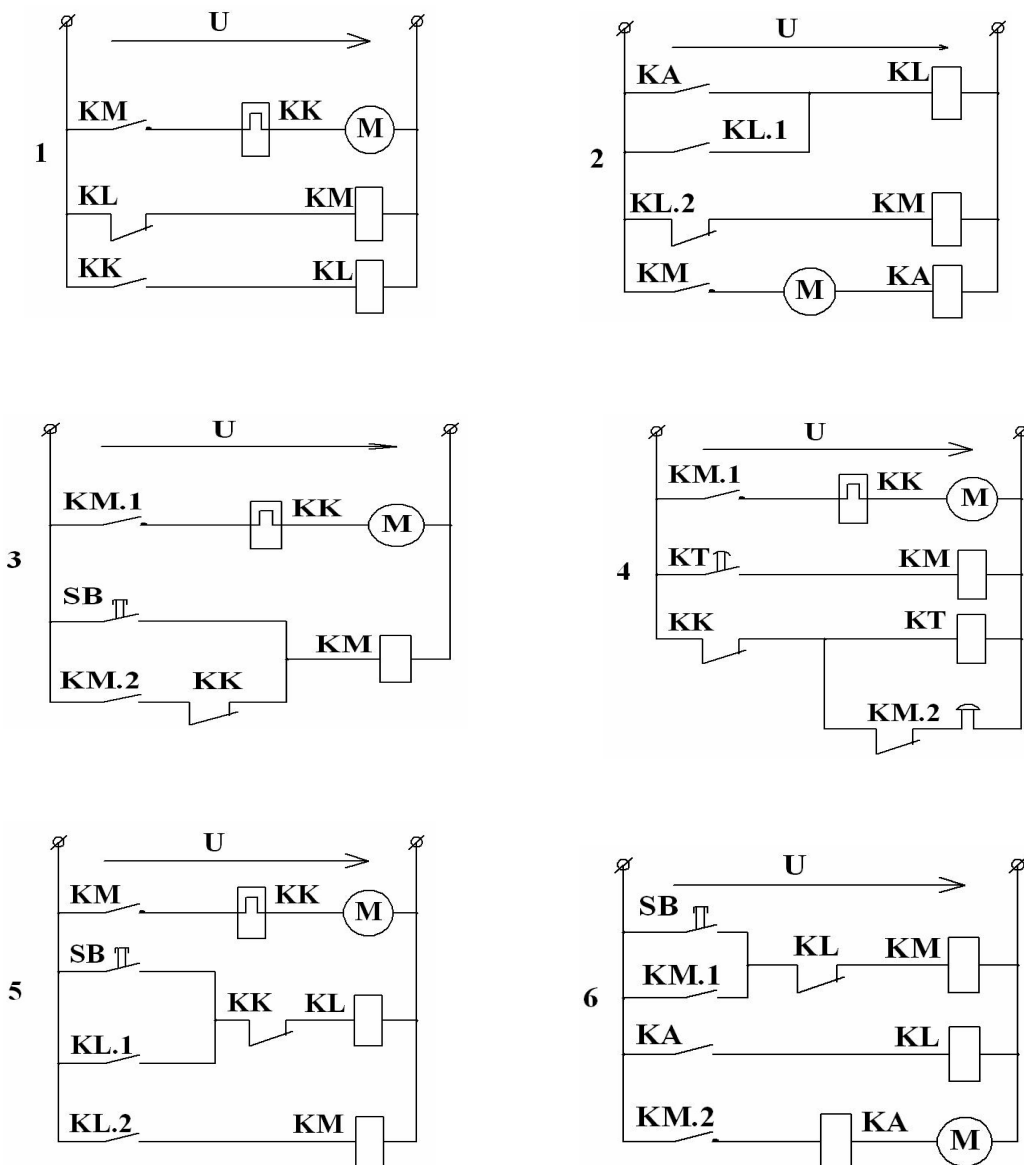 U
KM KK M
1
KL KM
KK KL
U
KA KL
KL.1
2
KL.2 KM
KM M KA
U
KM.1 KK M
3
SB
KM
KM.2 KK
U
KM.1 KK M
4
KT KM
KK KT
KM.2
U
KM KK M
SB
5
KK KL
KL.1
KL.2 KM
U
SB
KL KM
KM.1
6
KA KL
KM.2 KA M